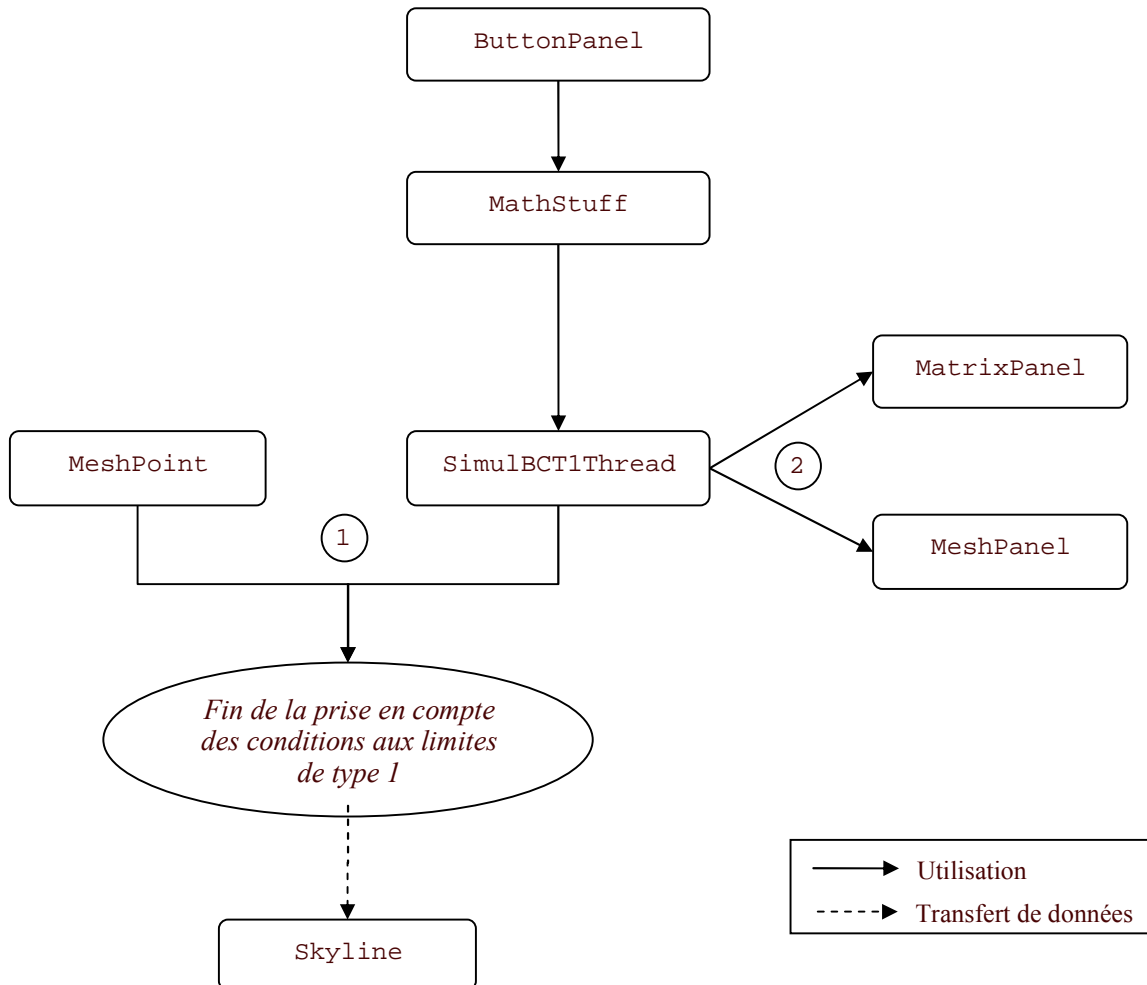 ButtonPanel
MathStuff
MatrixPanel
MeshPoint
SimulBCT1Thread
2
MeshPanel
1
Fin de la prise en compte
des conditions aux limites
de type 1
Utilisation
Transfert de données
Skyline